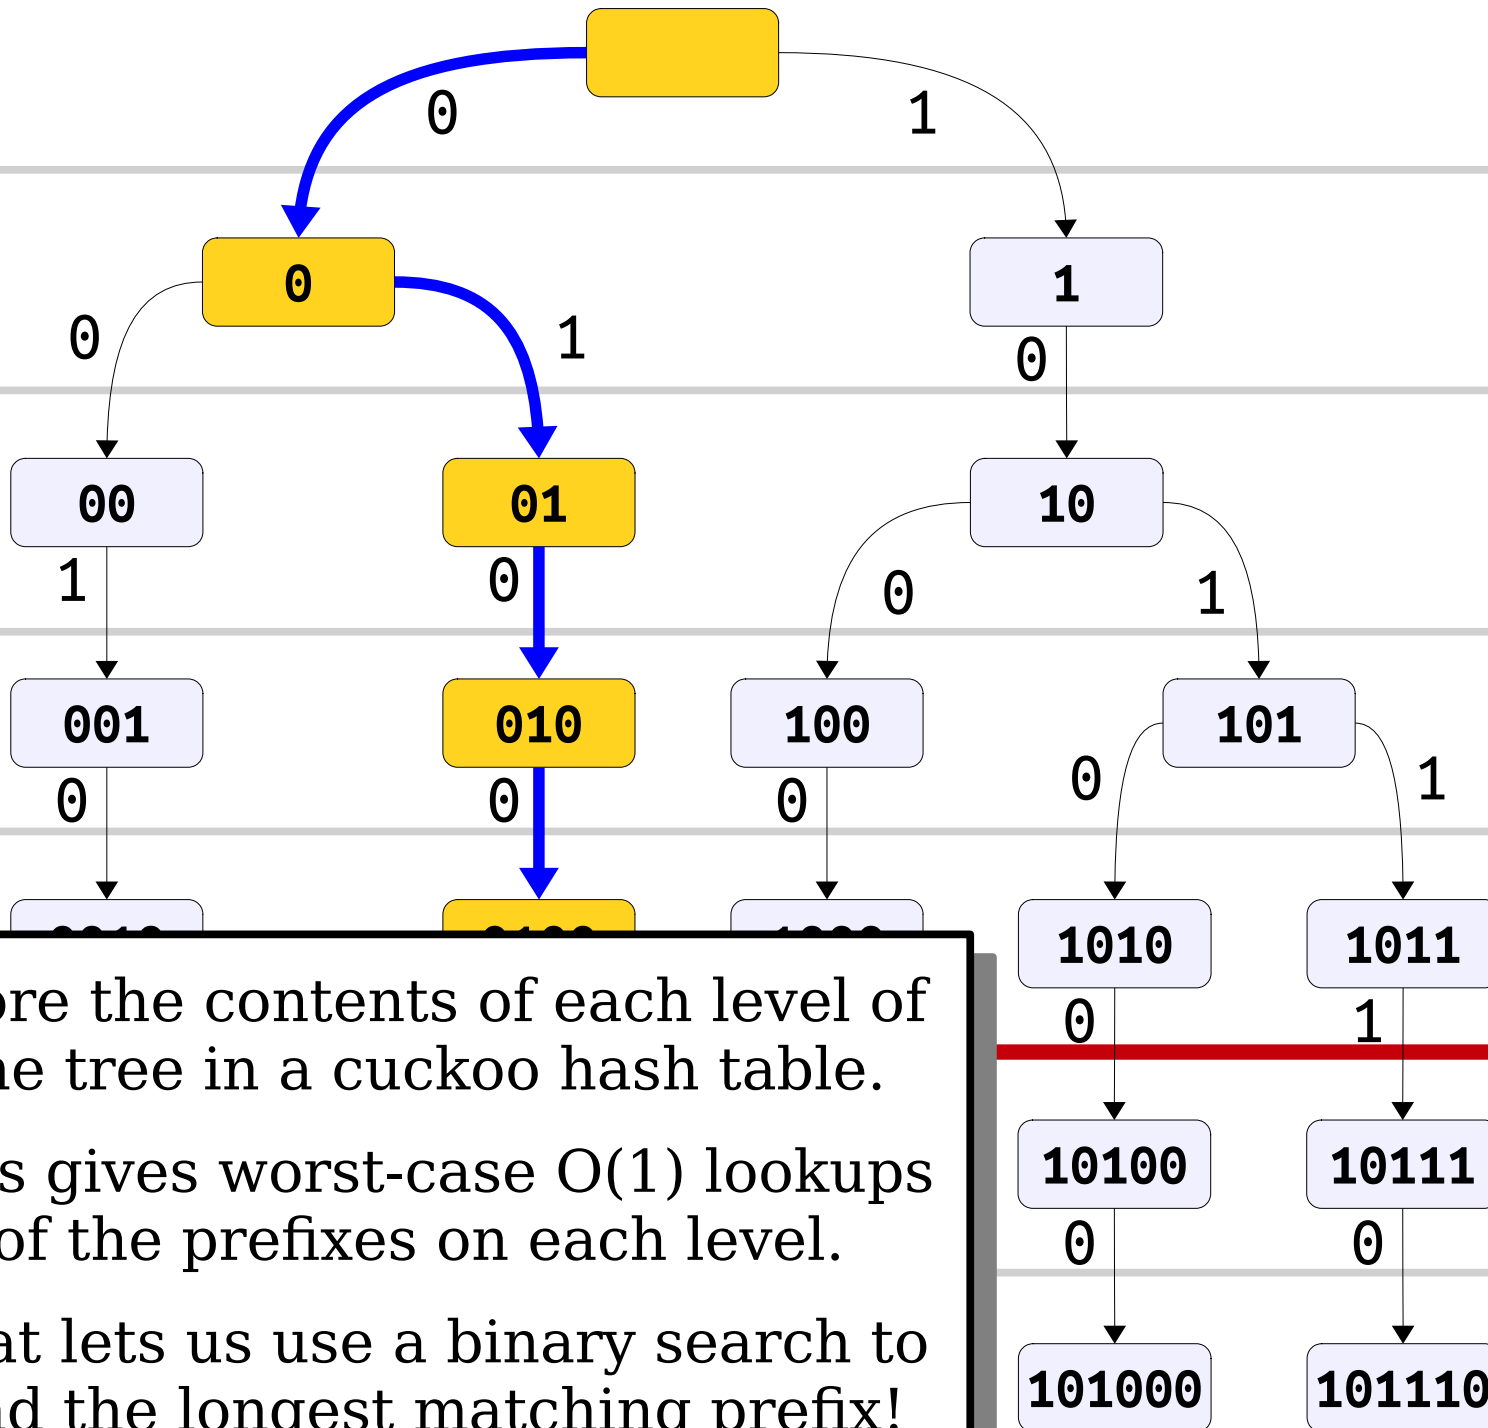 0 1
0 1
0 1 0
00 01 10
1 0 0 1
001 010 100 101
0 0 0 0 1
1010 1011
the contents of each level of
0 1
tree in a cuckoo hash table.
gives worst-case O(1) lookups
10100 10111
of the prefixes on each level.
0 0
lets us use a binary search to
101000 101110
the longest matching prefix!